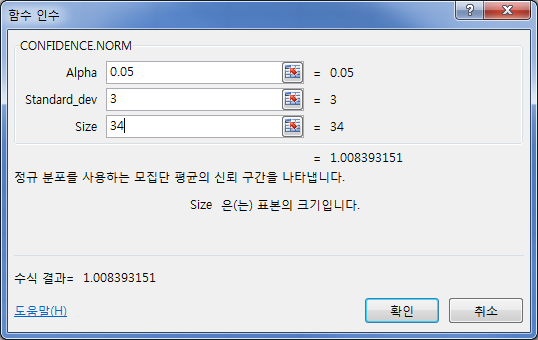 함수 인수
CONFIDENCE.NORM
Alpha 0.05 = 0.05
Standard_dev 3 = 3
Size 34 = 34
= 1.008393151
정규 분포를 사용하는 모집단 평균의 신뢰 구간을 나타냅니다.
Size 은(는) 표본의 크기입니다.
수식 결과= 1.008393151
도움말(H)
확인
취소